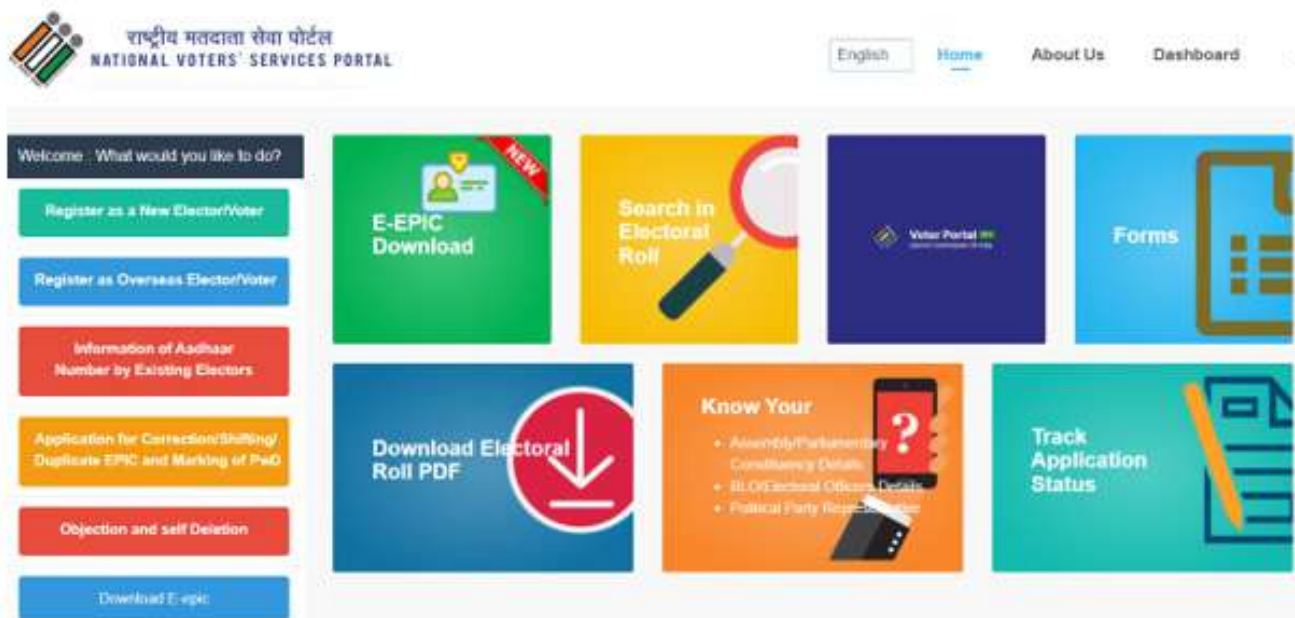 राष्ट्रीय मतदाता सेवा पोर्टल
NATIONAL VOTERS' SERVICES PORTAL
English
Home
About Us
Dashboard
Welcome . What would you like to do?
Register as a New Elector/Voter
Register as Overseas Elector/Voter
Information of Aadhaar
Number by Existing Electors
Application for Correction/Shifting/
Duplicate EPIC and Marking of PwD
Objection and self Deletion
Download E-epic
E-EPIC
Download
NEW
Search in
Electoral
Roll
Voter Portal
Forms
Download Electoral
Roll PDF
Know Your
Assembly/Parliamentary
Constituency Details
BLO/Electoral Officers Details
Political Party Representative
?
Track
Application
Status